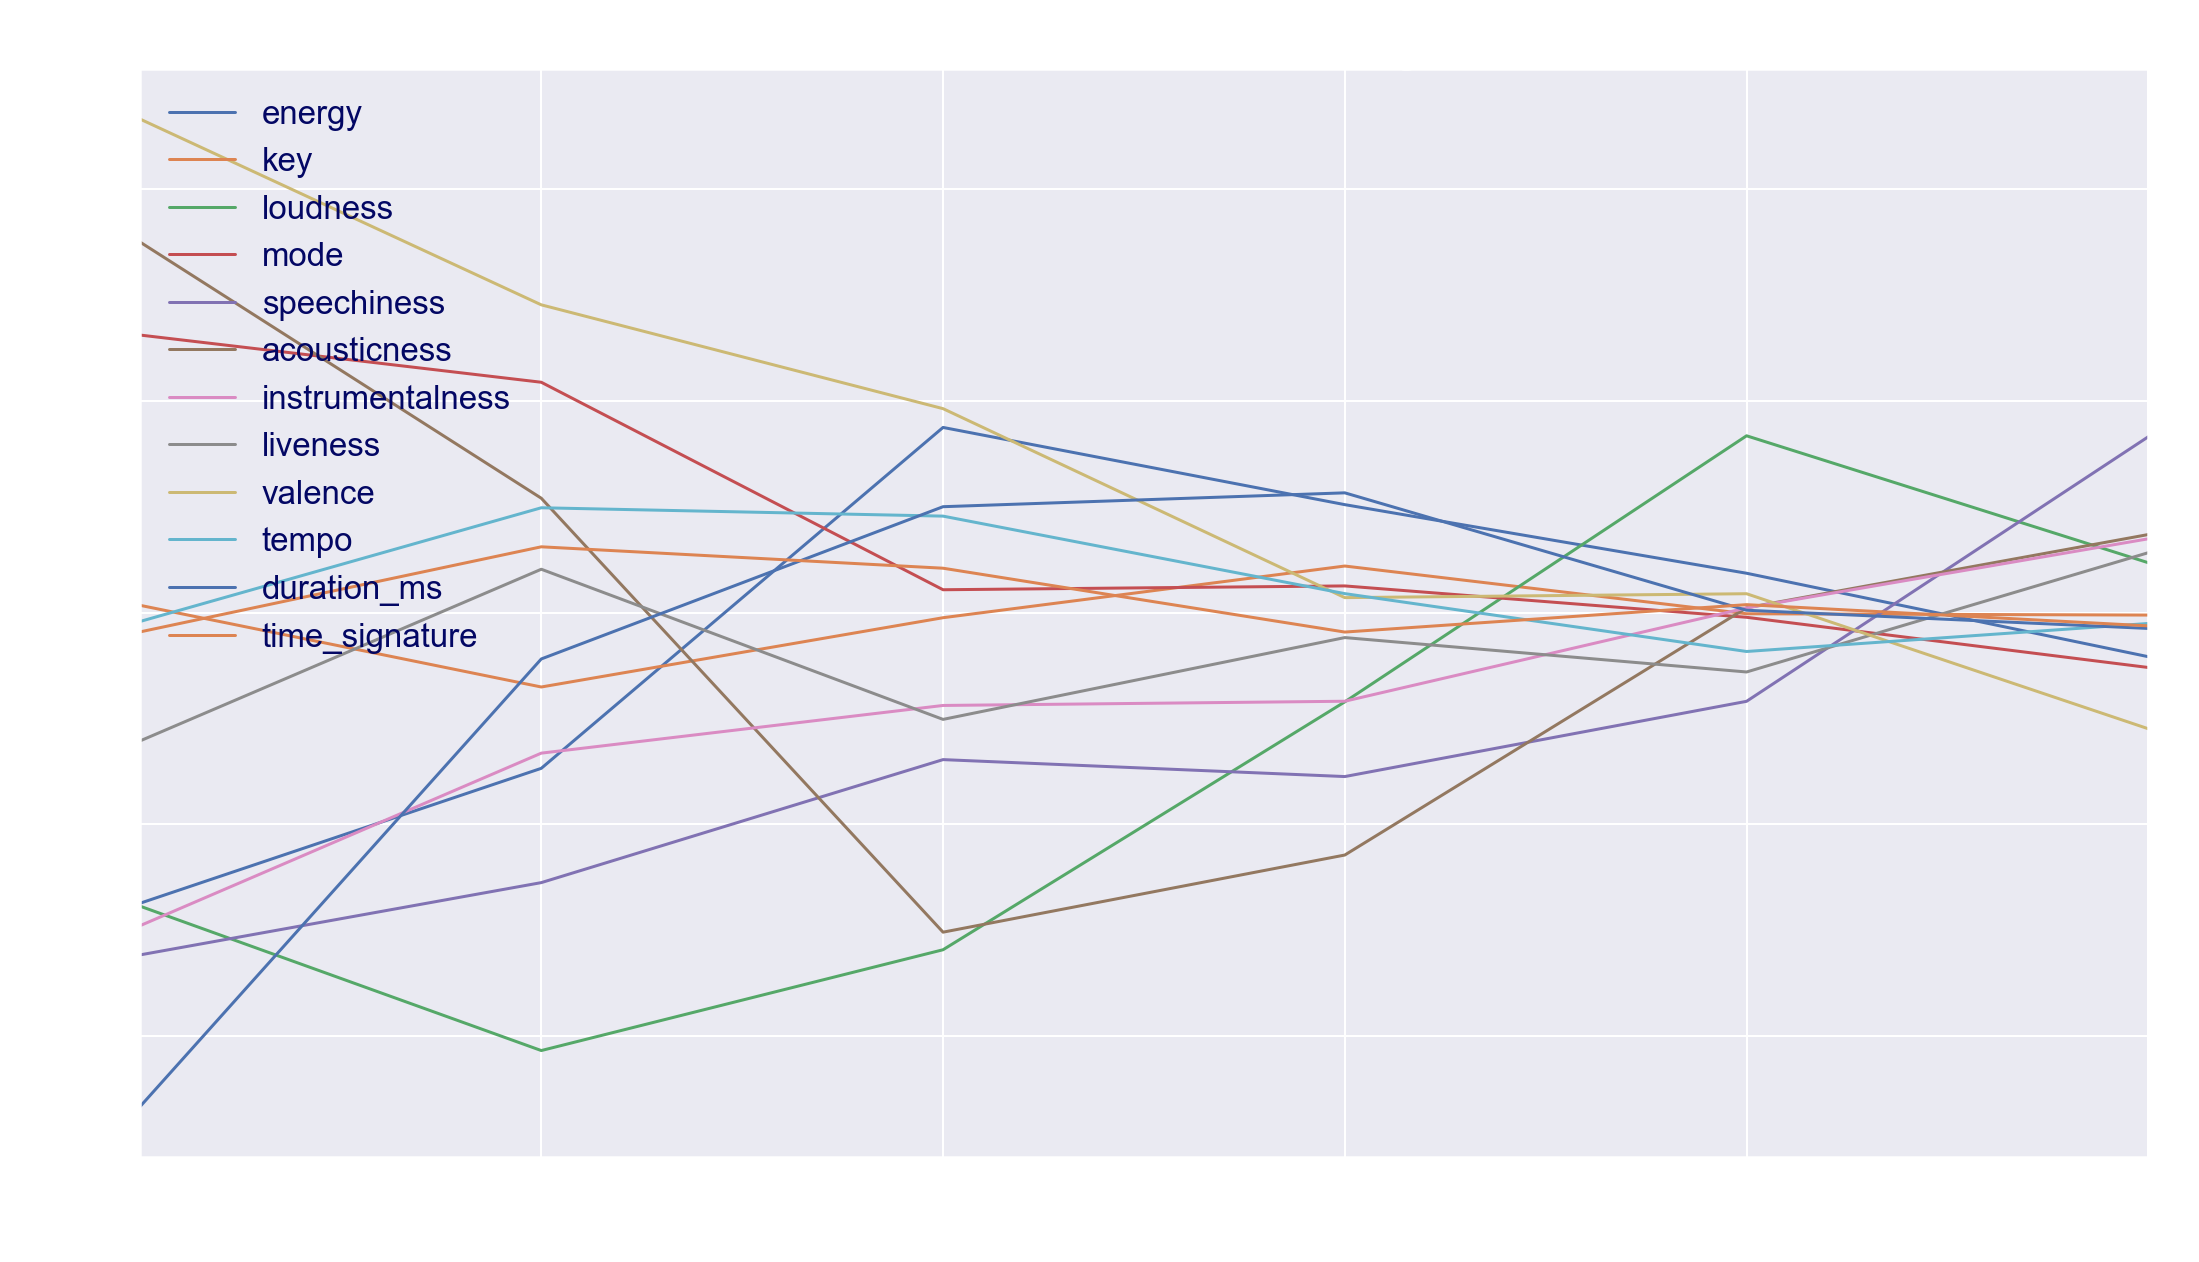 energy
key
loudness
mode
speechiness
acousticness
instrumentalness
liveness
valence
tempo
duration_ms
time_signature